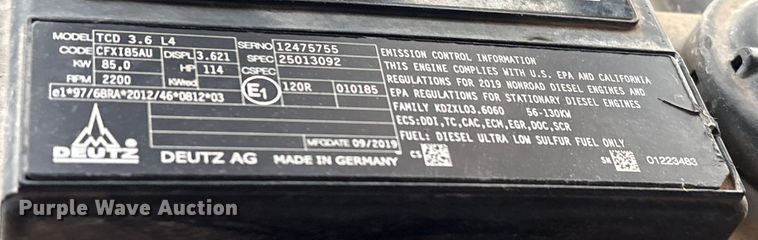 MODEL TCD 3.6 L4
CODE CFXI85AU DISPL 3.621 SERNO 12475755
KW 85,0 HP 114 SPEC 25013092
RPM 2200 KWred CSPEC
e1*97/68RA*2012/46*0812*03 E1 120R 010185
DEUTZ DEUTZ AG MFGDATE 09/2019
MADE IN GERMANY
EMISSION CONTROL INFORMATION
THIS ENGINE COMPLIES WITH U.S. EPA AND CALIFORNIA
REGULATIONS FOR 2019 NONROAD DIESEL ENGINES AND
EPA REGULATIONS FOR STATIONARY DIESEL ENGINES
FAMILY KDZXL03.6060 56-130KW
ECS:DDI,TC,CAC,ECM,EGR,DOC,SCR
FUEL: DIESEL ULTRA LOW SULFUR FUEL ONLY
CS SN 01223483
Purple Wave Auction